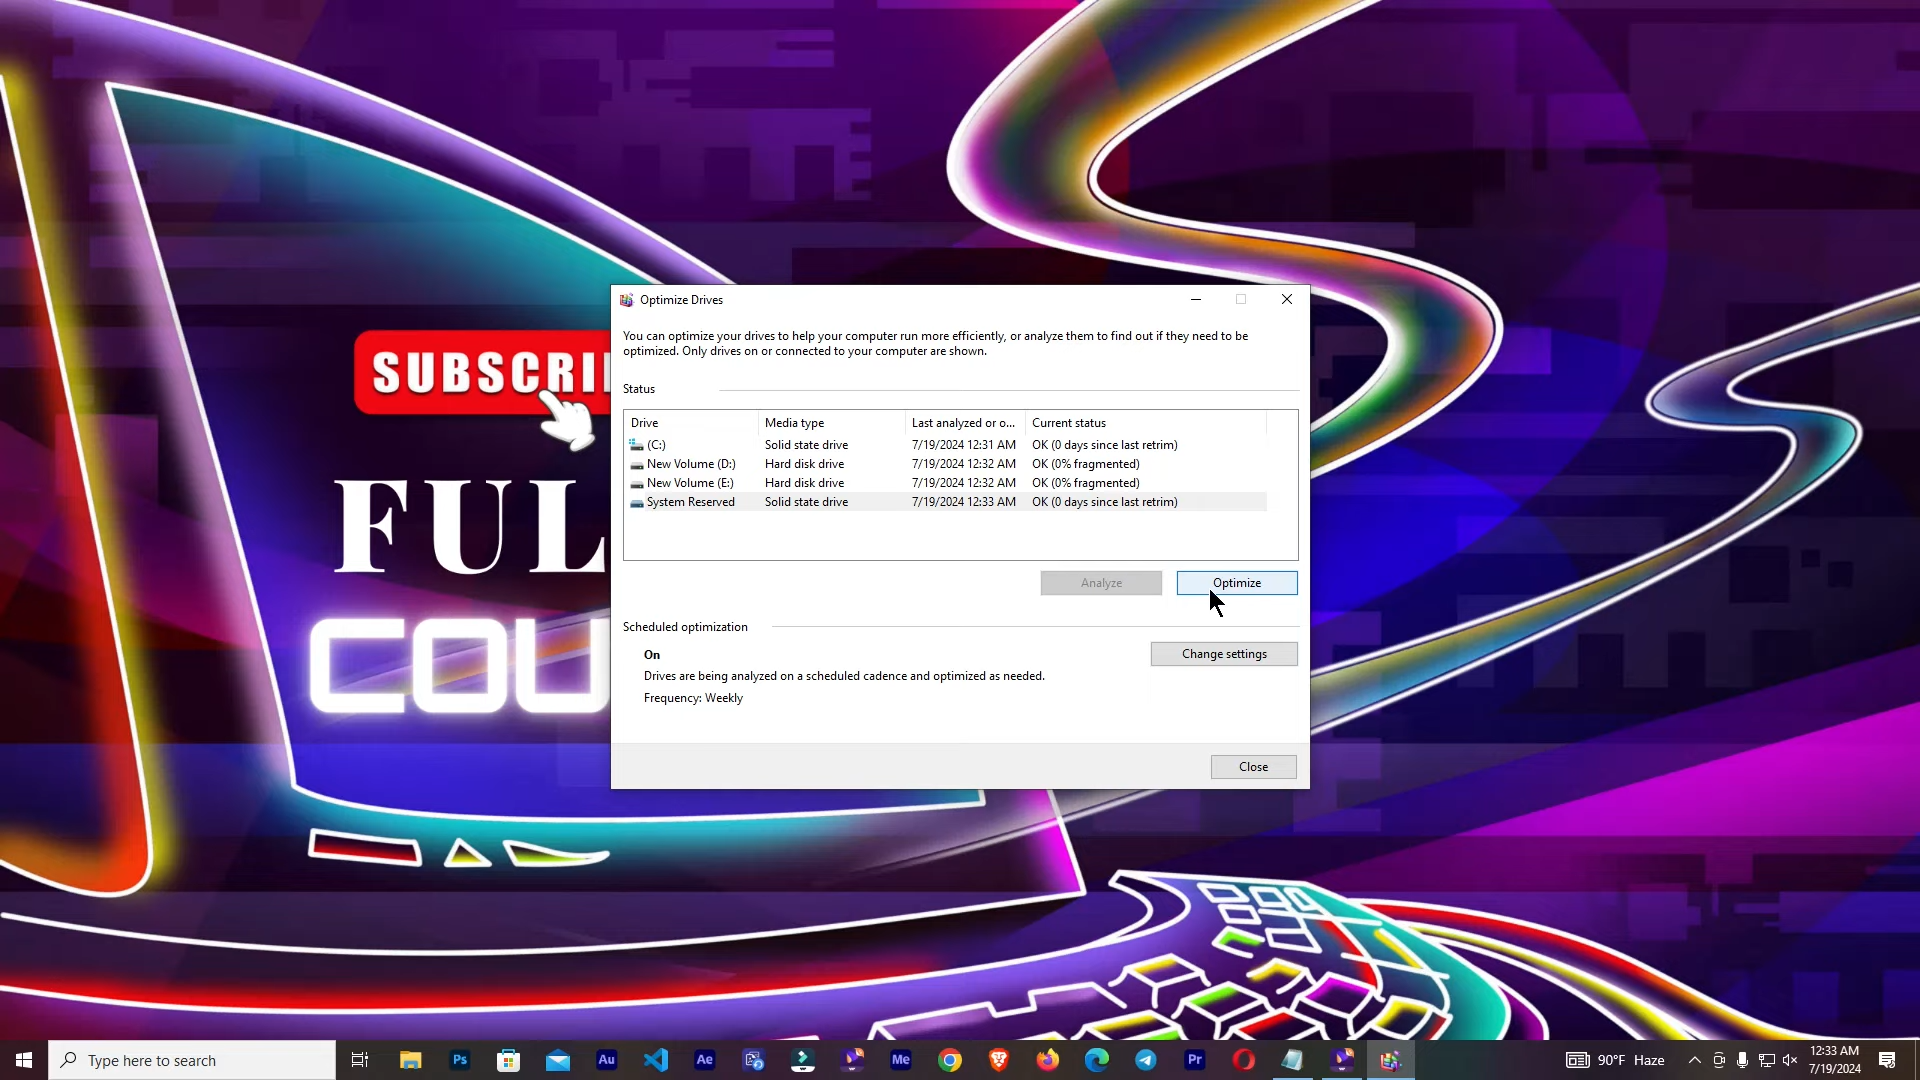 Optimize Drives
You can optimize your drives to help your computer run more efficiently, or analyze them to find out if they need to be
optimized. Only drives on or connected to your computer are shown.
Status
Drive Media type Last analyzed or o... Current status
(C:) Solid state drive 7/19/2024 12:31 AM OK (0 days since last retrim)
New Volume (D:) Hard disk drive 7/19/2024 12:32 AM OK (0% fragmented)
New Volume (E:) Hard disk drive 7/19/2024 12:32 AM OK (0% fragmented)
System Reserved Solid state drive 7/19/2024 12:33 AM OK (0 days since last retrim)
Analyze Optimize
Scheduled optimization
On
Change settings
Drives are being analyzed on a scheduled cadence and optimized as needed.
Frequency: Weekly
Close
SUBSCRI
FUL
COU
Type here to search
Ps
Au
Ae
Me
Pr
90°F Haze
12:33 AM
7/19/2024